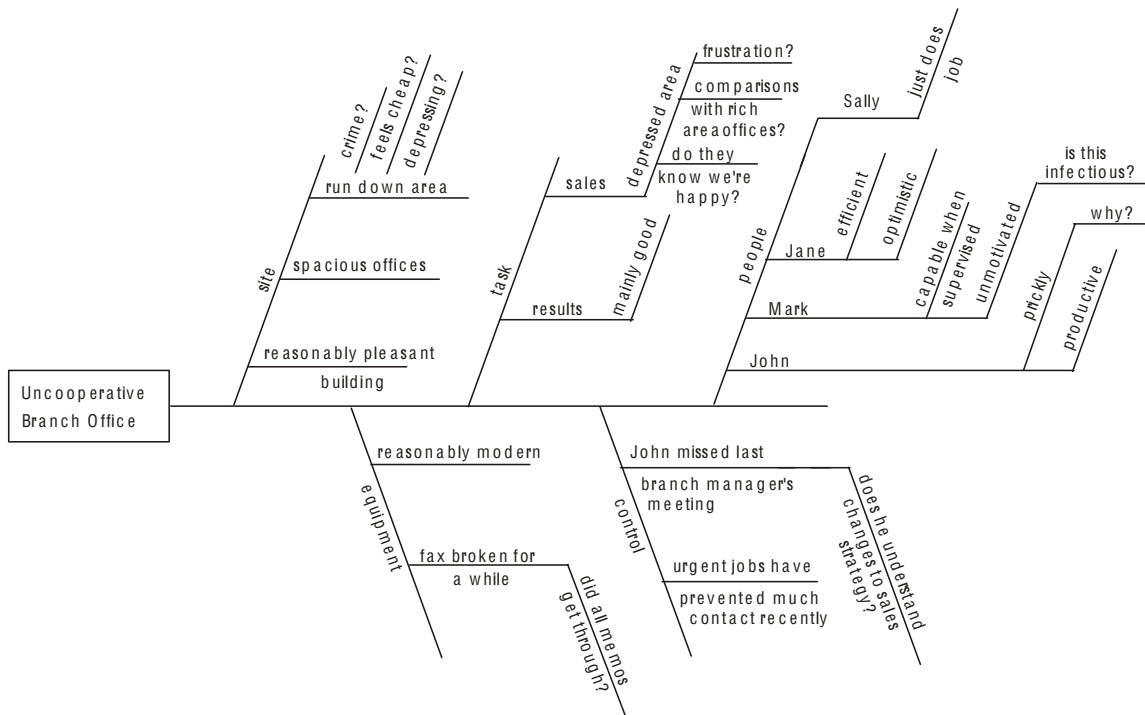 Uncooperative
Branch Office
site
crime?
feels cheap?
depressing?
run down area
spacious offices
reasonably pleasant
building
task
sales
depressed area
frustration?
comparisons
with rich
area offices?
do they
know we're
happy?
results
mainly good
people
Sally
just does
job
Jane
efficient
optimistic
Mark
capable when
supervised
unmotivated
is this
infectious?
John
prickly
why?
productive
equipment
reasonably modern
fax broken for
a while
did all memos
get through?
control
John missed last
branch manager's
meeting
does he understand
changes to sales
strategy?
urgent jobs have
prevented much
contact recently